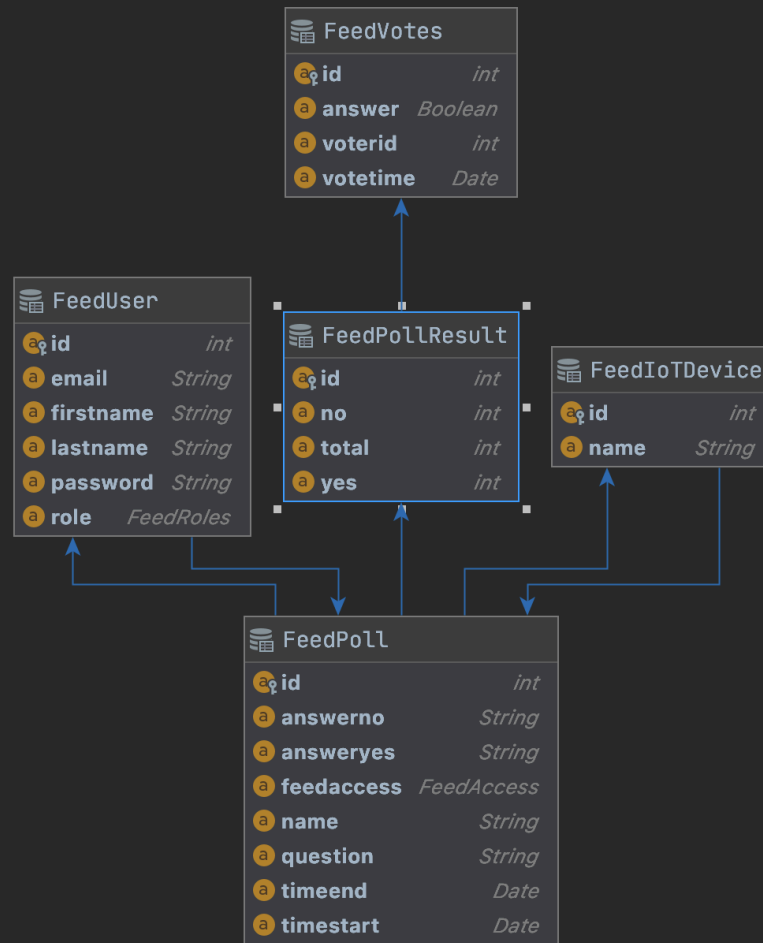 FeedVotes
id int
answer Boolean
voterid int
votetime Date
FeedUser
id int
email String
firstname String
lastname String
password String
role FeedRoles
FeedPollResult
id int
no int
total int
yes int
FeedIoTDevice
id int
name String
FeedPoll
id int
answerno String
answeryes String
feedaccess FeedAccess
name String
question String
timeend Date
timestart Date